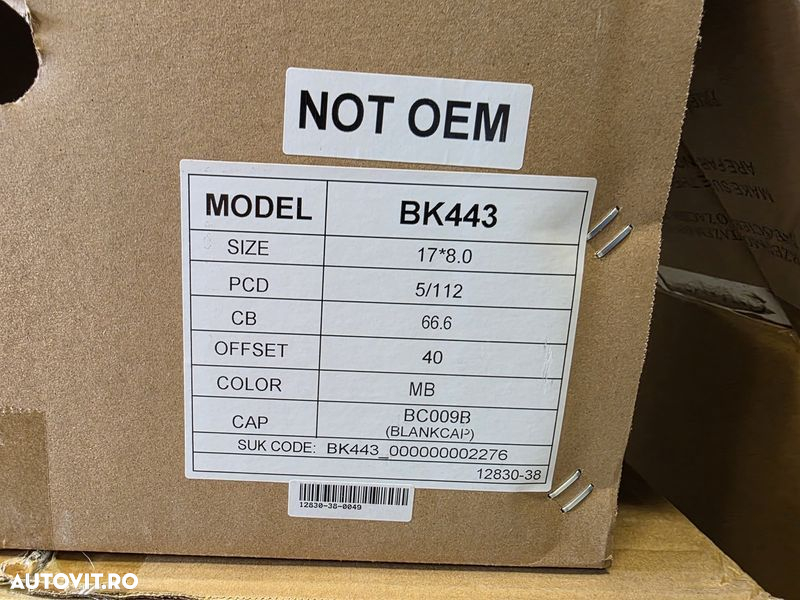 NOT OEM
MODEL BK443
SIZE 17*8.0
PCD 5/112
CB 66.6
OFFSET 40
COLOR MB
CAP BC009B
(BLANKCAP)
SUK CODE: BK443_000000002276
12830-38
12830-38-0049
AUTOVIT.RO